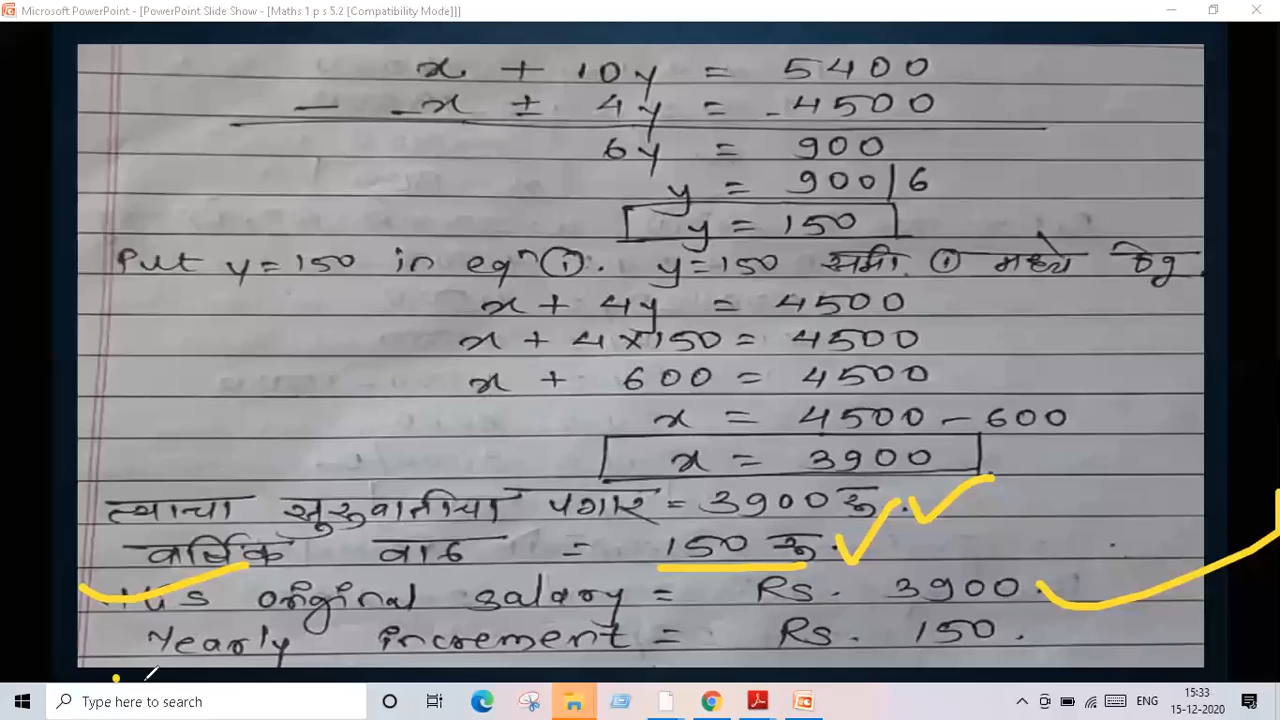 Microsoft PowerPoint - [PowerPoint Slide Show - [Maths 1.p s 5.2 [Compatibility Mode]]]
x + 10y = 5400
- -x ± 4y = -4500
6y = 900
y = 900/6
y = 150
Put y=150 in eqⁿ ①. y=150 समी. ① मध्ये ठेवू
x + 4y = 4500
x + 4×150 = 4500
x + 600 = 4500
x = 4500 - 600
x = 3900
त्याचा सुरुवातीचा पगार = 3900 रू.
वार्षिक वाढ = 150 रू.
His original salary = Rs. 3900.
Yearly increment = Rs. 150.
Type here to search
ENG
15:33
15-12-2020